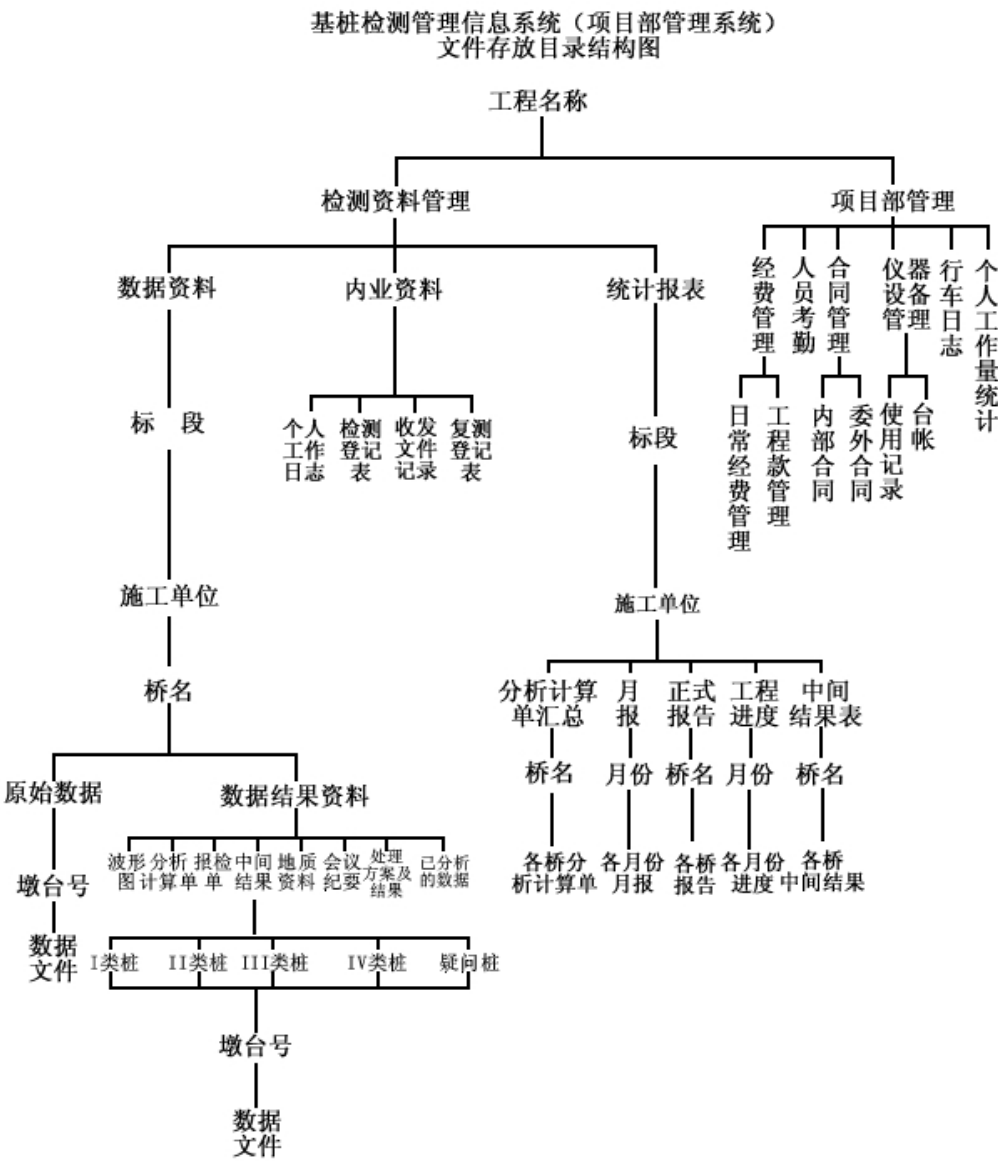 基桩检测管理信息系统（项目部管理系统）
文件存放目录结构图
工程名称
检测资料管理
项目部管理
数据资料
内业资料
统计报表
经费管理
人员考勤
合同管理
仪器设备管理
行车日志
个人工作量统计
日常经费管理
工程款管理
内部合同
委外合同
使用记录
台帐
标 段
个人
工作
日志
检测
登记
表
收发
文件
记录
复测
登记
表
标段
施工单位
施工单位
桥名
分析计算
单汇总
月
报
正式
报告
工程
进度
中间
结果表
桥名
月份
桥名
月份
桥名
各桥分
析计算单
各月份
月报
各桥
报告
各月份
进度
各桥
中间结果
原始数据
数据结果资料
墩台号
数据
文件
波形
图
分析
计算单
报检
单
中间
结果
地质
资料
会议
纪要
处理
方案及
结果
已分析
的数据
I类桩
II类桩
III类桩
IV类桩
疑问桩
墩台号
数据
文件